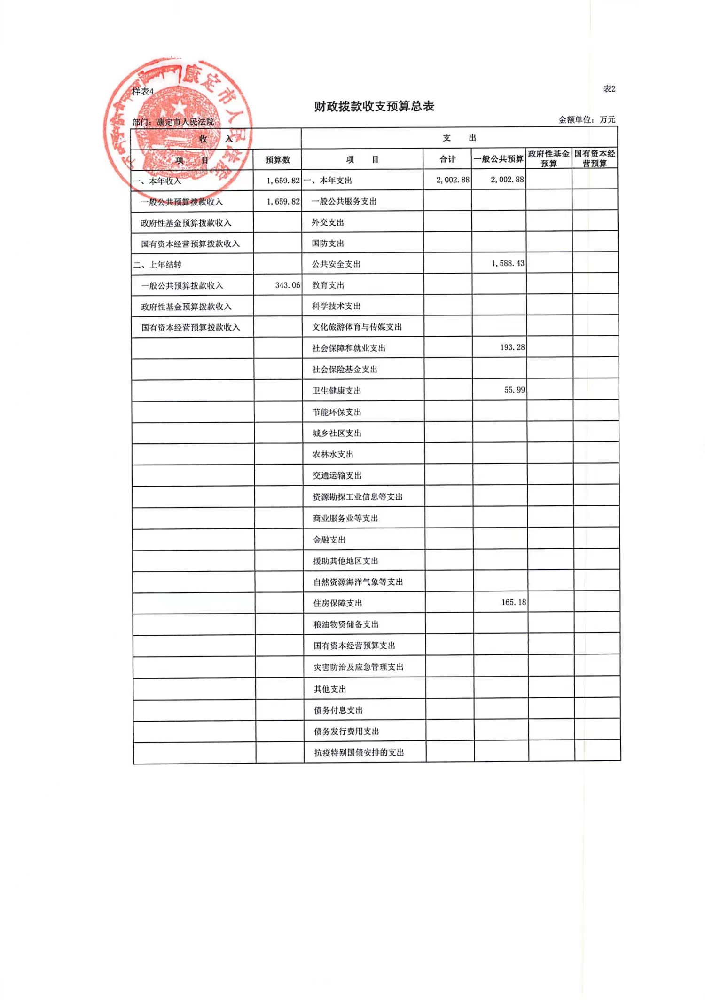 康定市人民法院
样表4
表2
财政拨款收支预算总表
部门：康定市人民法院
金额单位：万元
收 入 支 出
项 目 预算数 项 目 合计 一般公共预算 政府性基金预算 国有资本经营预算
一、本年收入 1,659.82 一、本年支出 2,002.88 2,002.88
一般公共预算拨款收入 1,659.82 一般公共服务支出
政府性基金预算拨款收入 外交支出
国有资本经营预算拨款收入 国防支出
二、上年结转 公共安全支出 1,588.43
一般公共预算拨款收入 343.06 教育支出
政府性基金预算拨款收入 科学技术支出
国有资本经营预算拨款收入 文化旅游体育与传媒支出
社会保障和就业支出 193.28
社会保险基金支出
卫生健康支出 55.99
节能环保支出
城乡社区支出
农林水支出
交通运输支出
资源勘探工业信息等支出
商业服务业等支出
金融支出
援助其他地区支出
自然资源海洋气象等支出
住房保障支出 165.18
粮油物资储备支出
国有资本经营预算支出
灾害防治及应急管理支出
其他支出
债务付息支出
债务发行费用支出
抗疫特别国债安排的支出